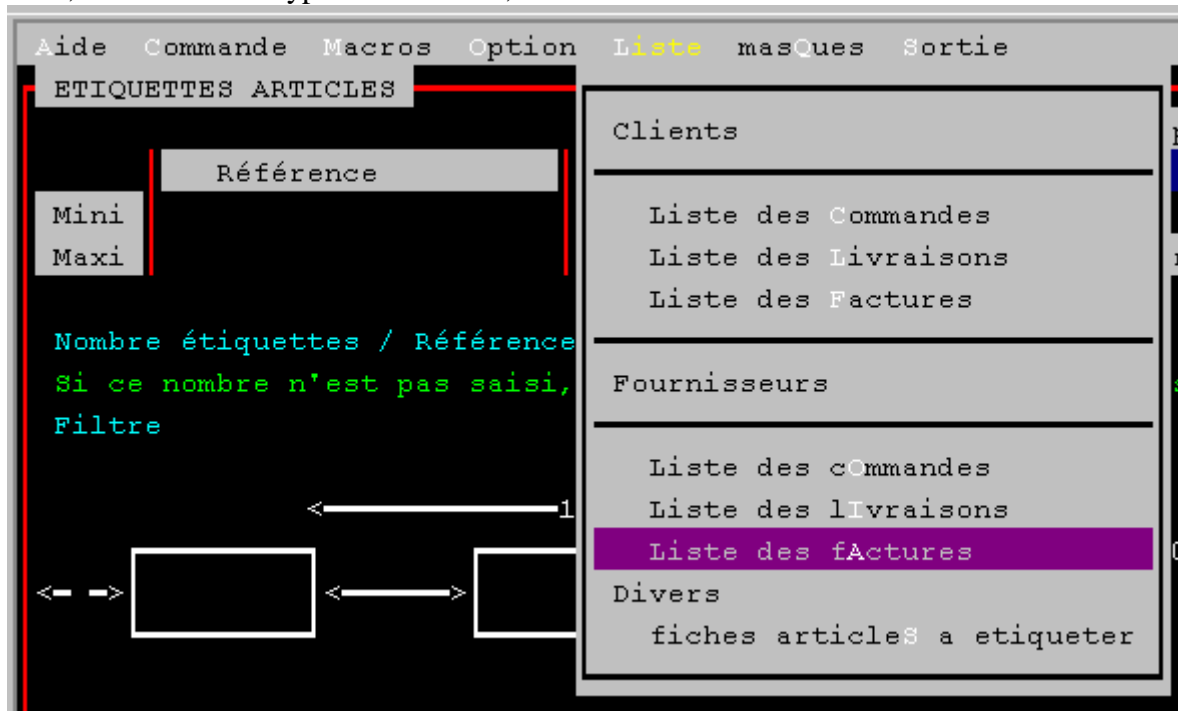 Aide Commande Macros Option Liste masQues Sortie
ETIQUETTES ARTICLES
Référence
Mini
Maxi
Nombre étiquettes / Référence
Si ce nombre n'est pas saisi,
Filtre
<━━━━━━1
<- -> <━━━━━━>
Clients
Liste des Commandes
Liste des Livraisons
Liste des Factures
Fournisseurs
Liste des cOmmandes
Liste des lIvraisons
Liste des fActures
Divers
fiches articleS a etiqueter